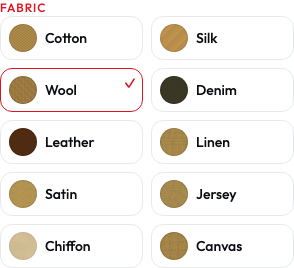 FABRIC
Cotton
Silk
Wool
Denim
Leather
Linen
Satin
Jersey
Chiffon
Canvas